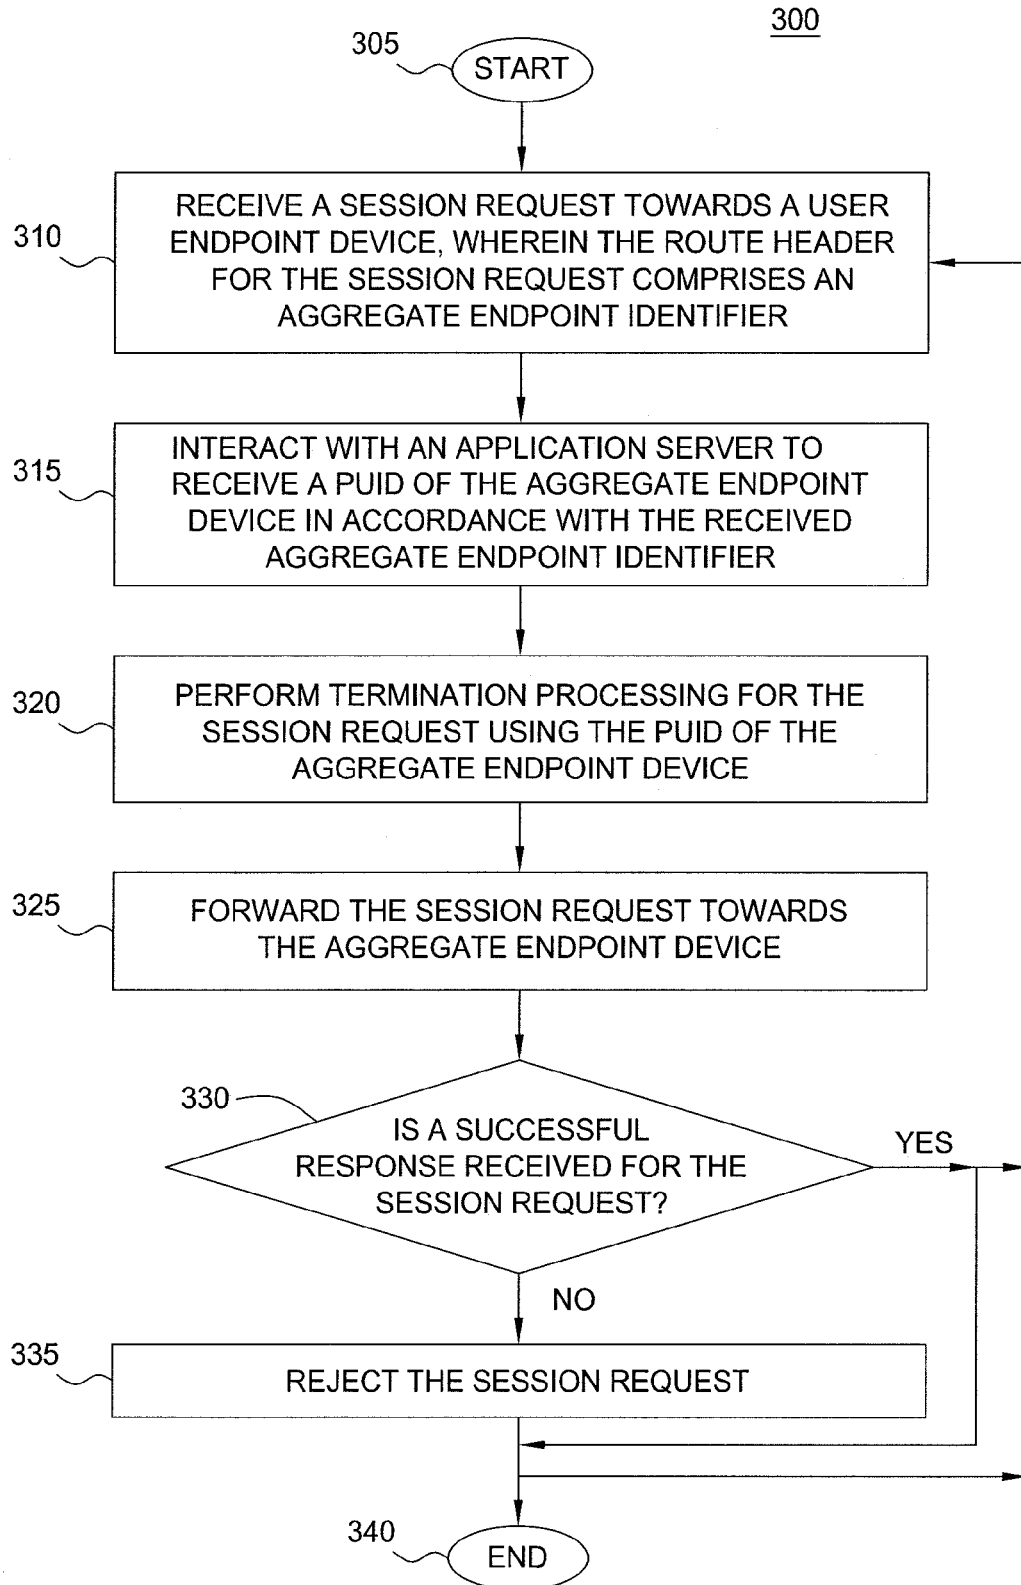 300
305
START
310
RECEIVE A SESSION REQUEST TOWARDS A USER
ENDPOINT DEVICE, WHEREIN THE ROUTE HEADER
FOR THE SESSION REQUEST COMPRISES AN
AGGREGATE ENDPOINT IDENTIFIER
315
INTERACT WITH AN APPLICATION SERVER TO
RECEIVE A PUID OF THE AGGREGATE ENDPOINT
DEVICE IN ACCORDANCE WITH THE RECEIVED
AGGREGATE ENDPOINT IDENTIFIER
320
PERFORM TERMINATION PROCESSING FOR THE
SESSION REQUEST USING THE PUID OF THE
AGGREGATE ENDPOINT DEVICE
325
FORWARD THE SESSION REQUEST TOWARDS
THE AGGREGATE ENDPOINT DEVICE
330
IS A SUCCESSFUL
RESPONSE RECEIVED FOR THE
SESSION REQUEST?
YES
NO
335
REJECT THE SESSION REQUEST
340
END